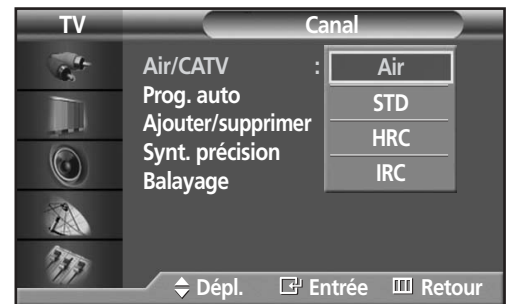 TV Canal
Air/CATV : Air
Prog. auto STD
Ajouter/supprimer HRC
Synt. précision IRC
Balayage
Dépl. Entrée Retour